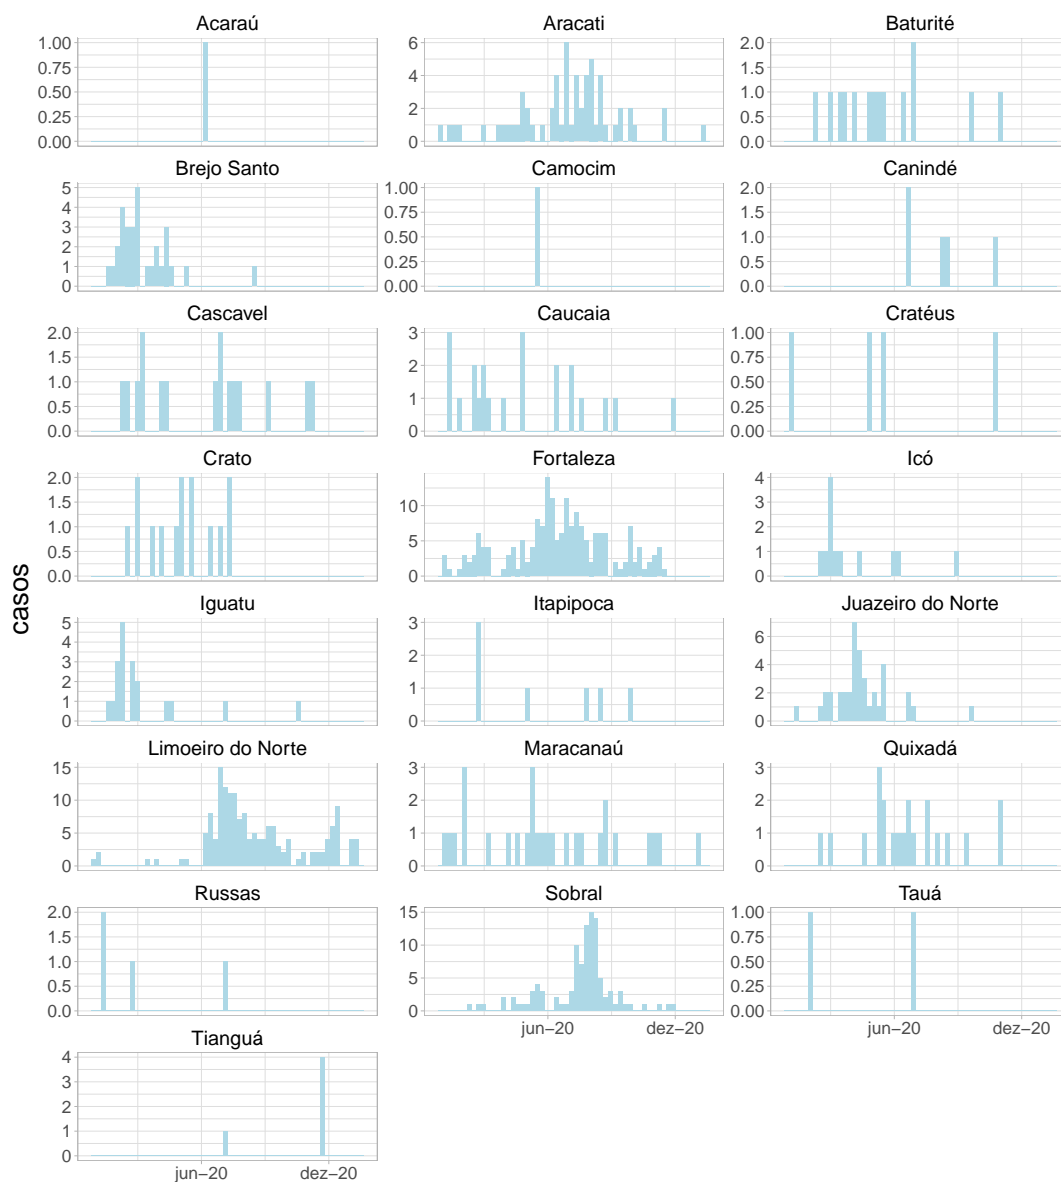 Acaraú Aracati Baturité
1.00 6 2.0
0.75 1.5
4
0.50 1.0
2
0.25 0.5
0.00 0 0.0
Brejo Santo Camocim Canindé
5 1.00 2.0
4 0.75 1.5
3 0.50 1.0
2
1 0.25 0.5
0 0.00 0.0
Cascavel Caucaia Cratéus
2.0 3 1.00
1.5 2 0.75
1.0 0.50
0.5 1 0.25
0.0 0 0.00
Crato Fortaleza Icó
2.0 4
1.5 10 3
1.0 2
0.5 5 1
0.0 0 0
casos
Iguatu Itapipoca Juazeiro do Norte
5 3 6
4 2 4
3
2 1 2
1
0 0 0
Limoeiro do Norte Maracanaú Quixadá
15 3 3
10 2 2
5 1 1
0 0 0
Russas Sobral Tauá
2.0 15 1.00
1.5 10 0.75
1.0 0.50
0.5 5 0.25
0.0 0 0.00
jun–20 dez–20 jun–20 dez–20
Tianguá
4
3
2
1
0
jun–20 dez–20